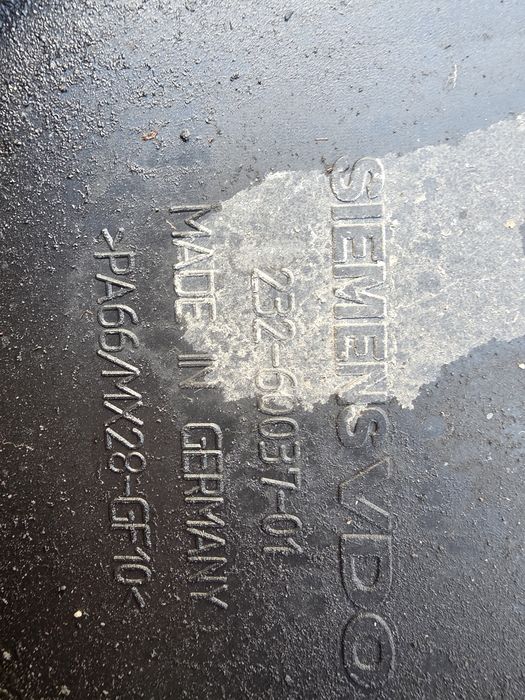 SIEMENS VDO
232-60037-01
MADE IN GERMANY
>PA66/MX28-GF10<